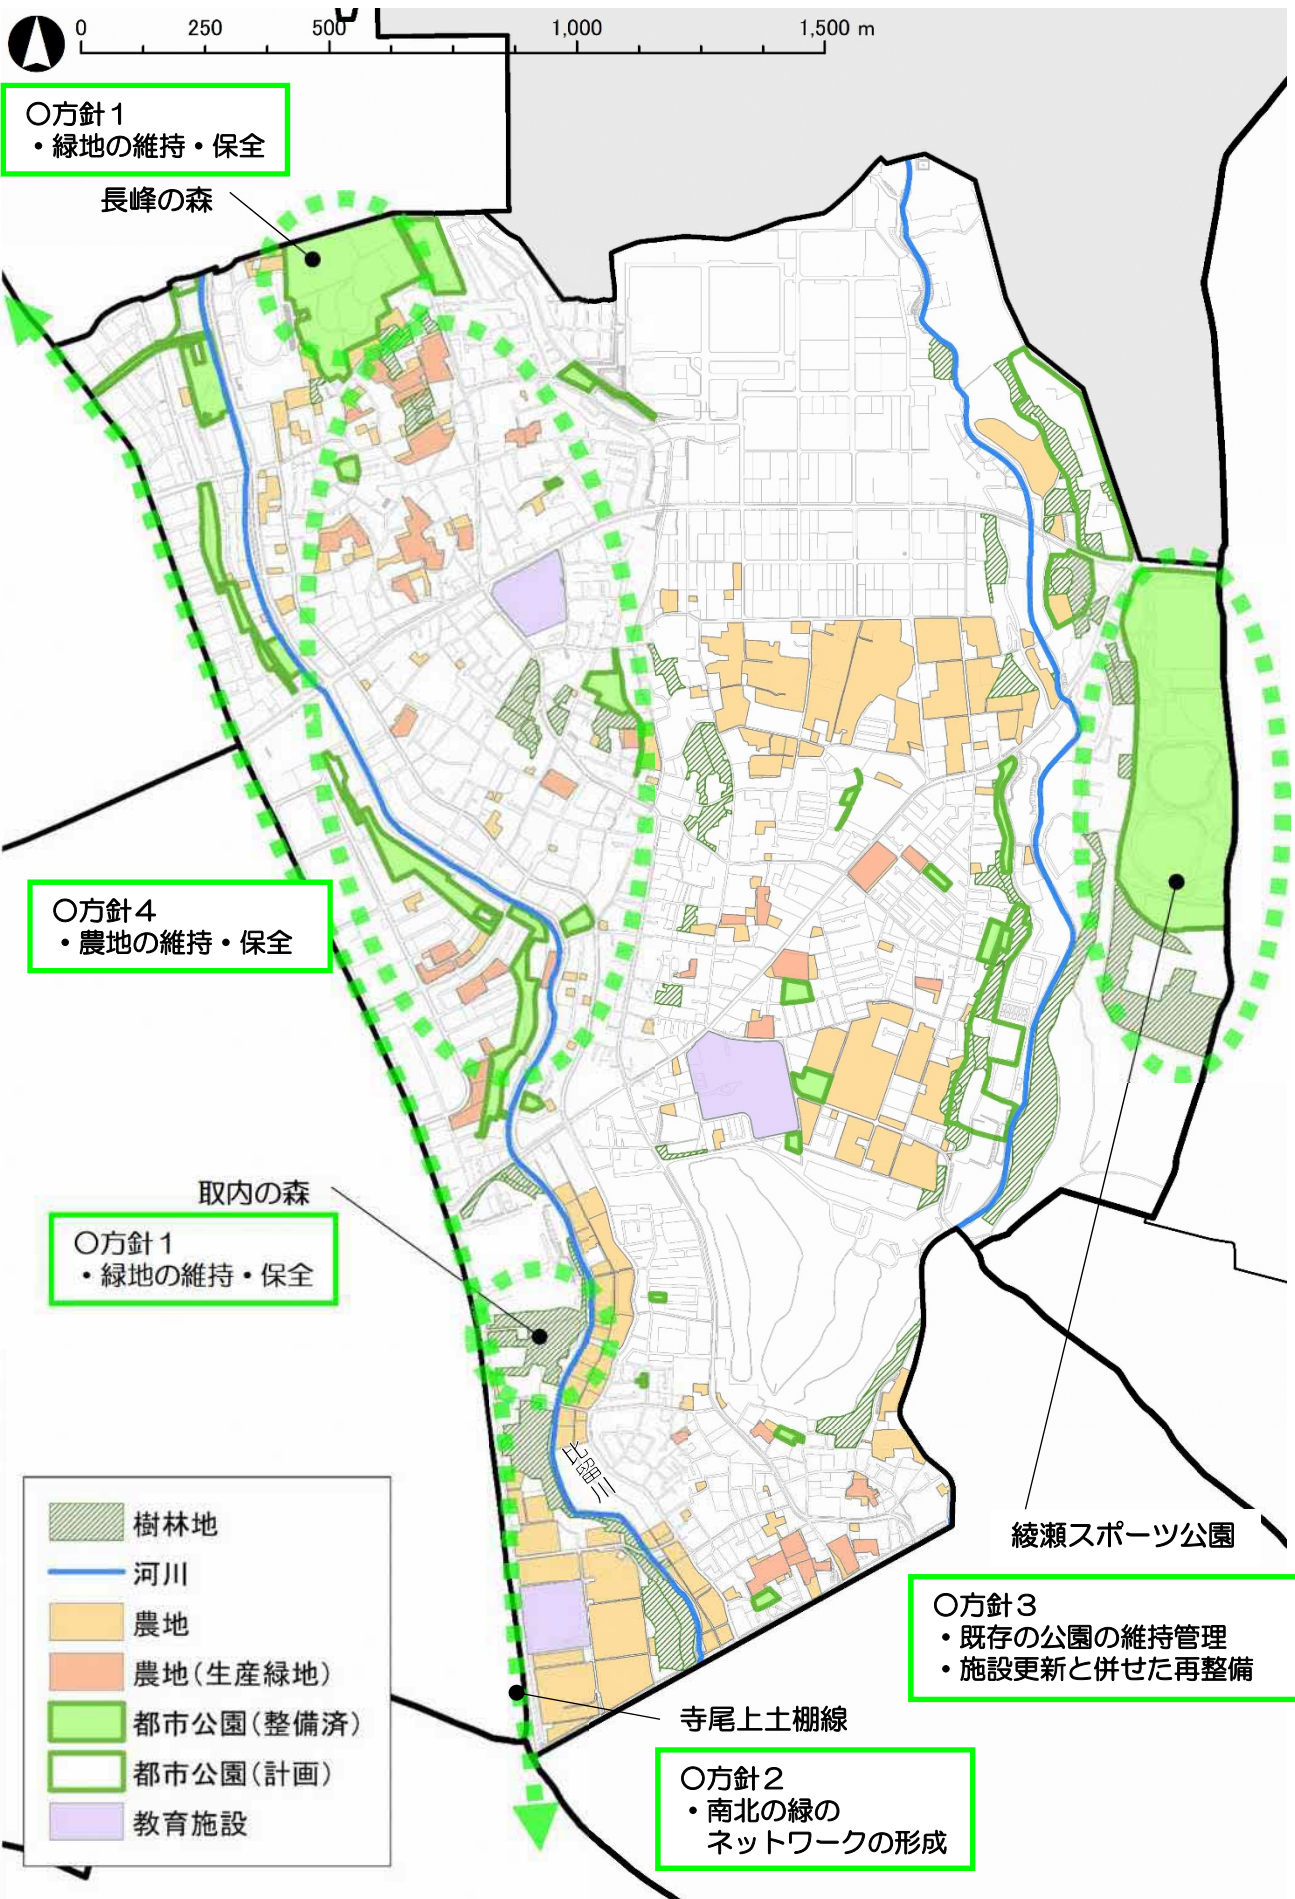 0 250 500 1,000 1,500 m
○方針1
・緑地の維持・保全
長峰の森
○方針4
・農地の維持・保全
取内の森
○方針1
・緑地の維持・保全
比留川
樹林地
河川
農地
農地(生産緑地)
都市公園(整備済)
都市公園(計画)
教育施設
綾瀬スポーツ公園
○方針3
・既存の公園の維持管理
・施設更新と併せた再整備
寺尾上土棚線
○方針2
・南北の緑の
ネットワークの形成